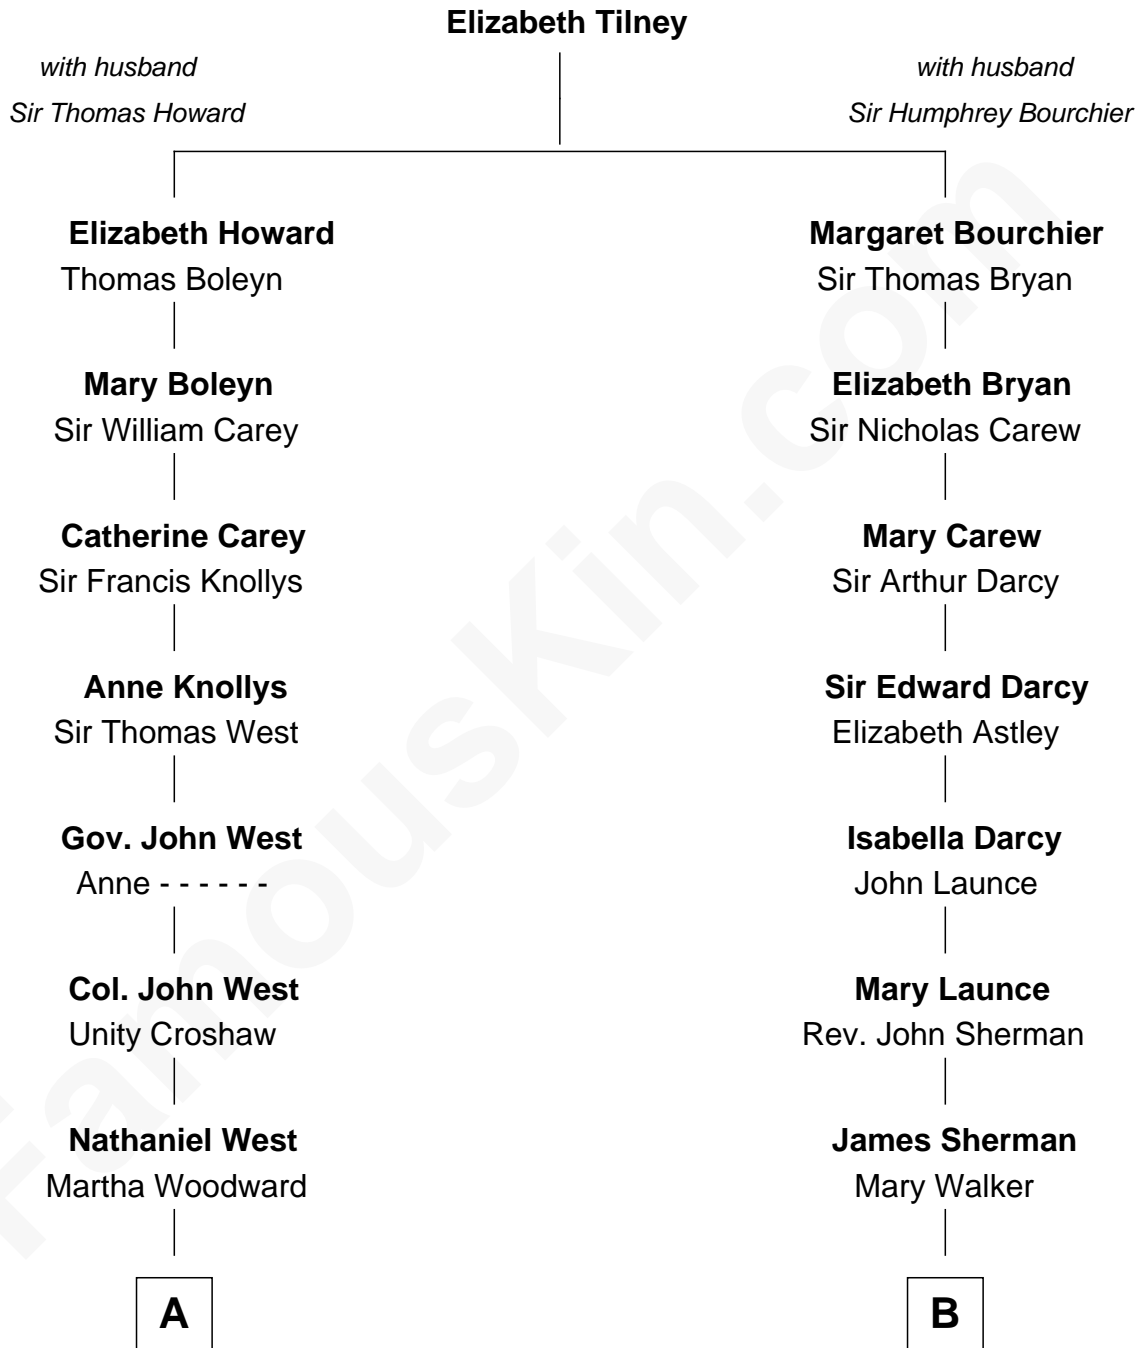 Elizabeth Tilney
with husband
Sir Thomas Howard
with husband
Sir Humphrey Bourchier
Elizabeth Howard
Thomas Boleyn
Margaret Bourchier
Sir Thomas Bryan
Mary Boleyn
Sir William Carey
Elizabeth Bryan
Sir Nicholas Carew
Catherine Carey
Sir Francis Knollys
Mary Carew
Sir Arthur Darcy
Anne Knollys
Sir Thomas West
Sir Edward Darcy
Elizabeth Astley
Gov. John West
Anne - - - - - -
Isabella Darcy
John Launce
Col. John West
Unity Croshaw
Mary Launce
Rev. John Sherman
Nathaniel West
Martha Woodward
James Sherman
Mary Walker
A
B
FamousKin.com